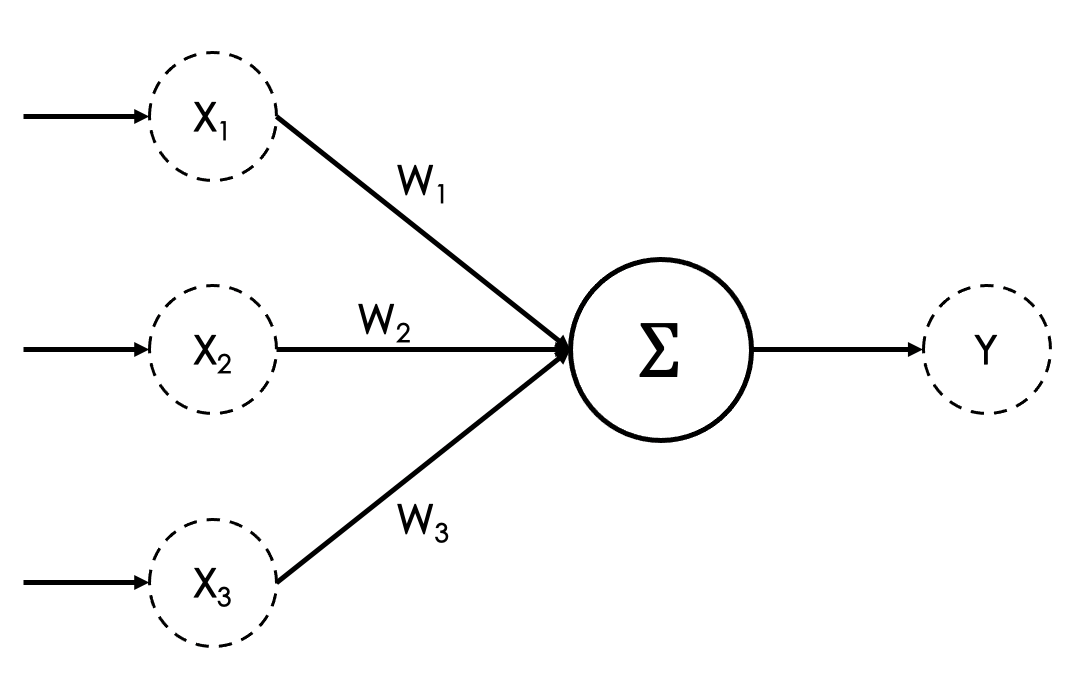 X₁
W₁
X₂
W₂
Σ
Y
X₃
W₃